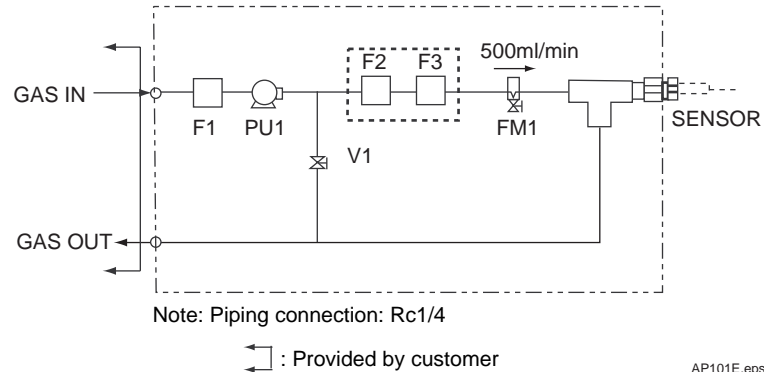 500ml/min
F2 F3
GAS IN
F1 PU1 FM1
SENSOR
V1
GAS OUT
Note: Piping connection: Rc1/4
: Provided by customer
AP101E.eps